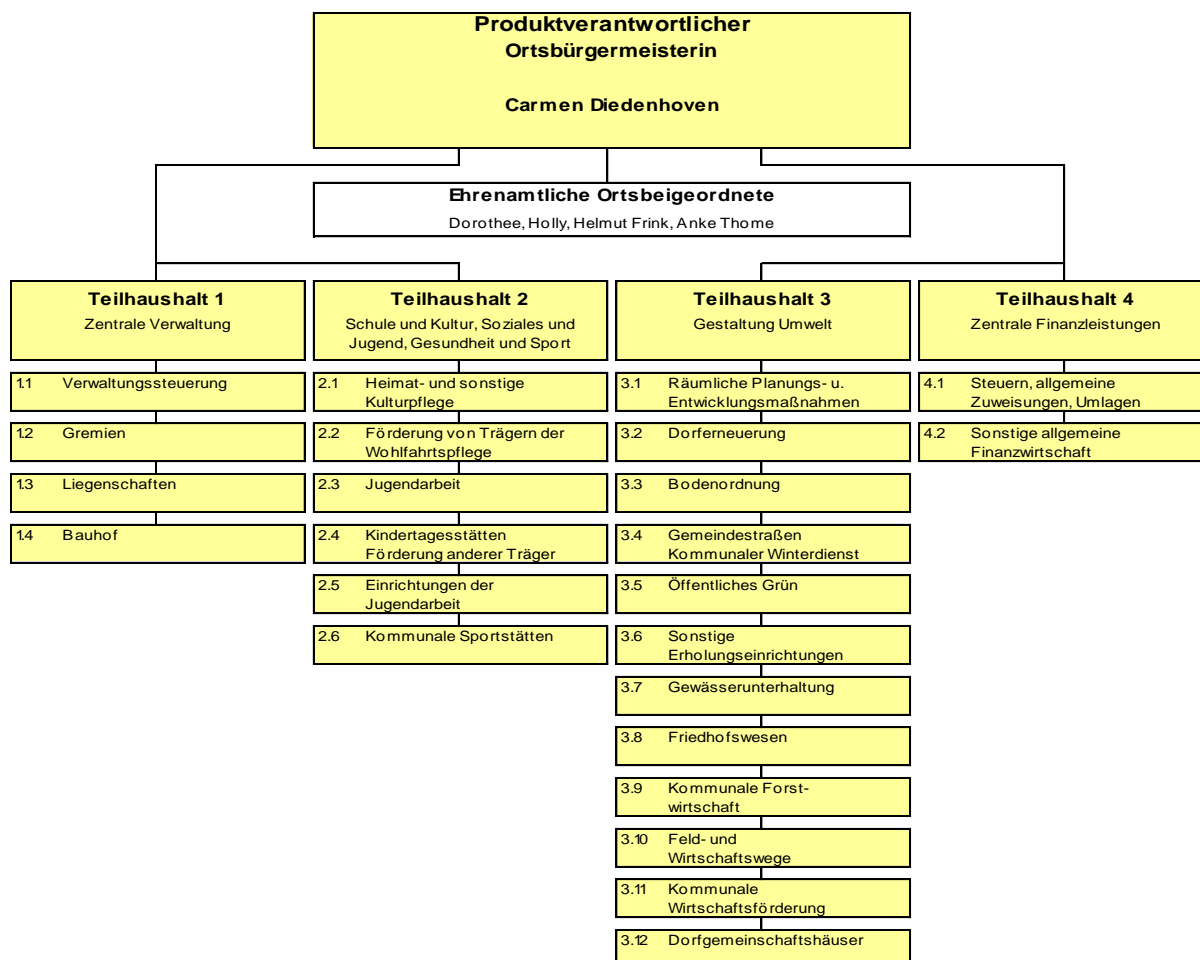 Produktverantwortlicher
Ortsbürgermeisterin
Carmen Diedenhoven
Ehrenamtliche Ortsbeigeordnete
Dorothee, Holly, Helmut Frink, Anke Thome
Teilhaushalt 1
Zentrale Verwaltung
1.1 Verwaltungssteuerung
1.2 Gremien
1.3 Liegenschaften
1.4 Bauhof
Teilhaushalt 2
Schule und Kultur, Soziales und
Jugend, Gesundheit und Sport
2.1 Heimat- und sonstige
Kulturpflege
2.2 Förderung von Trägern der
Wohlfahrtspflege
2.3 Jugendarbeit
2.4 Kindertagesstätten
Förderung anderer Träger
2.5 Einrichtungen der
Jugendarbeit
2.6 Kommunale Sportstätten
Teilhaushalt 3
Gestaltung Umwelt
3.1 Räumliche Planungs- u.
Entwicklungsmaßnahmen
3.2 Dorferneuerung
3.3 Bodenordnung
3.4 Gemeindestraßen
Kommunaler Winterdienst
3.5 Öffentliches Grün
3.6 Sonstige
Erholungseinrichtungen
3.7 Gewässerunterhaltung
3.8 Friedhofswesen
3.9 Kommunale Forst-
wirtschaft
3.10 Feld- und
Wirtschaftswege
3.11 Kommunale
Wirtschaftsförderung
3.12 Dorfgemeinschaftshäuser
Teilhaushalt 4
Zentrale Finanzleistungen
4.1 Steuern, allgemeine
Zuweisungen, Umlagen
4.2 Sonstige allgemeine
Finanzwirtschaft